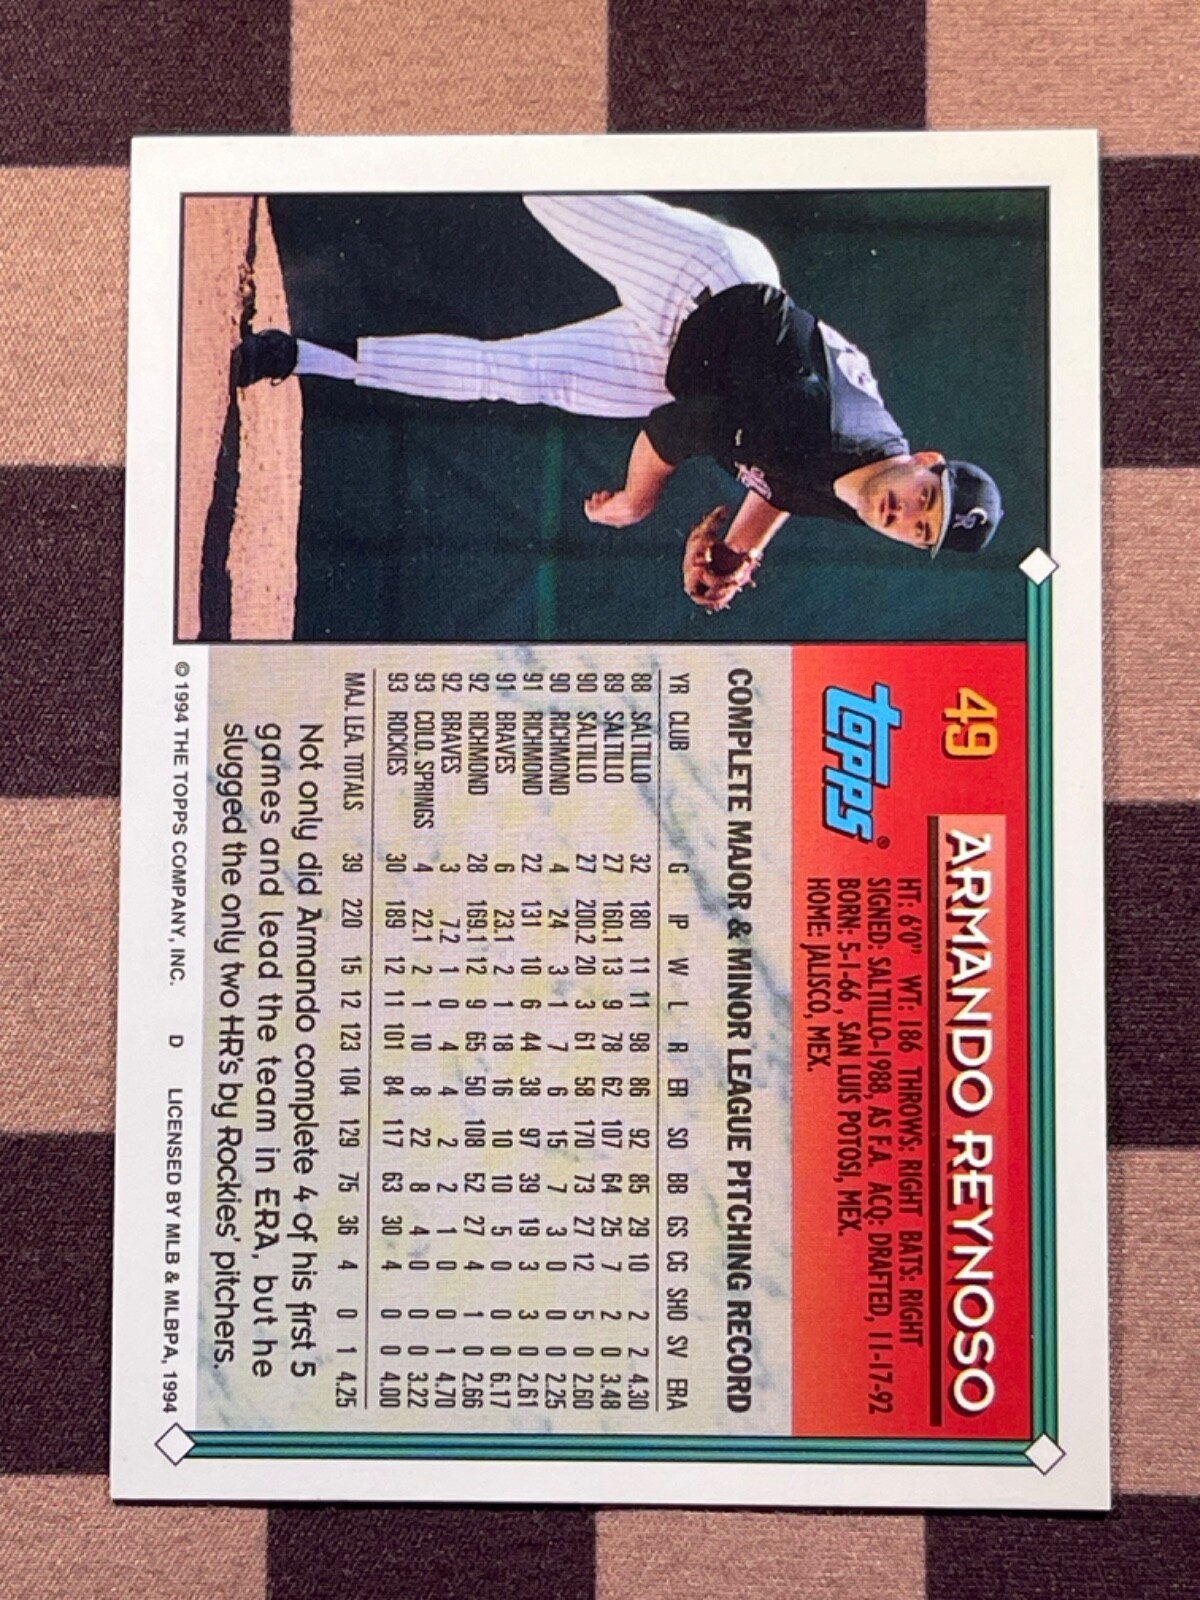 49 ARMANDO REYNOSO
topps®
HT: 6'0" WT: 186 THROWS: RIGHT BATS: RIGHT
SIGNED: SALTILLO-1988, AS F.A. ACQ: DRAFTED, 11-17-92
BORN: 5-1-66, SAN LUIS POTOSI, MEX.
HOME: JALISCO, MEX.
COMPLETE MAJOR & MINOR LEAGUE PITCHING RECORD
YR CLUB G IP W L R ER SO BB GS CG SHO SV ERA
88 SALTILLO 32 180 11 11 98 86 92 85 29 10 2 2 4.30
89 SALTILLO 27 160.1 13 9 78 62 107 64 25 7 2 0 3.48
90 SALTILLO 27 200.2 20 3 61 58 170 73 27 12 5 0 2.60
90 RICHMOND 4 24 3 1 7 6 15 7 3 0 0 0 2.25
91 RICHMOND 22 131 10 6 44 38 97 39 19 3 3 0 2.61
91 BRAVES 6 23.1 2 1 18 16 10 10 5 0 0 0 6.17
92 RICHMOND 28 169.1 12 9 65 50 108 52 27 4 1 0 2.66
92 BRAVES 3 7.2 1 0 4 4 2 2 1 0 0 1 4.70
93 COLO. SPRINGS 4 22.1 2 1 10 8 22 8 4 0 0 0 3.22
93 ROCKIES 30 189 12 11 101 84 117 63 30 4 0 0 4.00
MAJ. LEA. TOTALS 39 220 15 12 123 104 129 75 36 4 0 1 4.25
Not only did Armando complete 4 of his first 5
games and lead the team in ERA, but he
slugged the only two HR's by Rockies' pitchers.
© 1994 THE TOPPS COMPANY, INC. D LICENSED BY MLB & MLBPA, 1994
CR